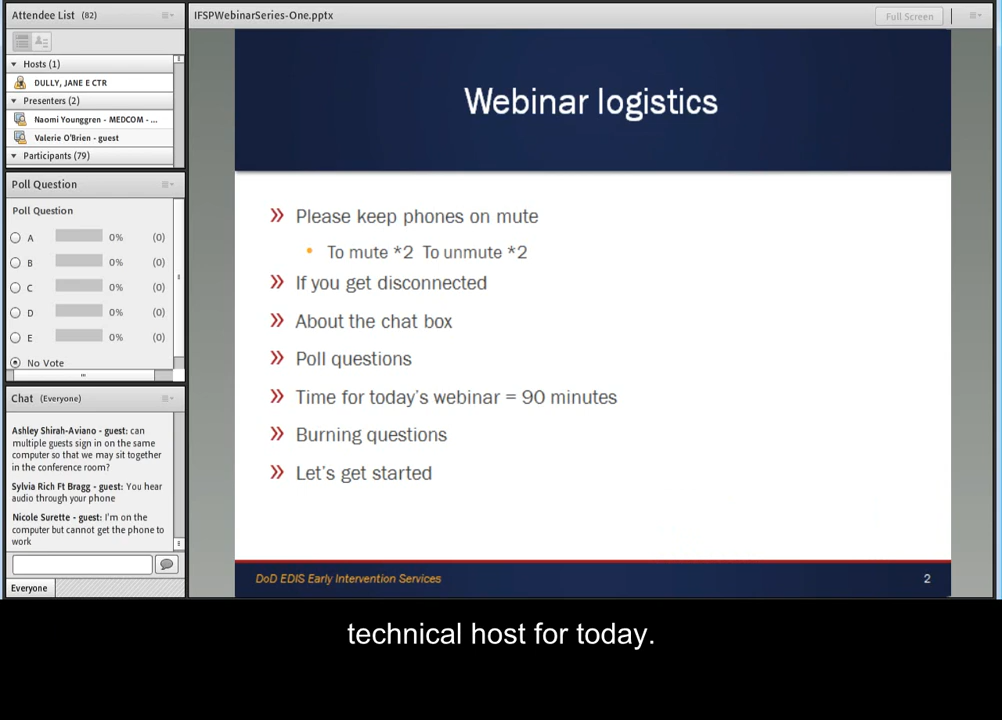 Attendee List (82)
Hosts (1)
DULLY, JANE E CTR
Presenters (2)
Naomi Younggren - MEDCOM - ...
Valerie O'Brien - guest
Participants (79)
Poll Question
Poll Question
A 0% (0)
B 0% (0)
C 0% (0)
D 0% (0)
E 0% (0)
No Vote
Chat (Everyone)
Ashley Shirah-Aviano - guest: can
multiple guests sign in on the same
computer so that we may sit together
in the conference room?
Sylvia Rich Ft Bragg - guest: You hear
audio through your phone
Nicole Surette - guest: I'm on the
computer but cannot get the phone to
work
Everyone
IFSPWebinarSeries-One.pptx
Full Screen
Webinar logistics
» Please keep phones on mute
• To mute *2 To unmute *2
» If you get disconnected
» About the chat box
» Poll questions
» Time for today's webinar = 90 minutes
» Burning questions
» Let's get started
DoD EDIS Early Intervention Services
2
technical host for today.